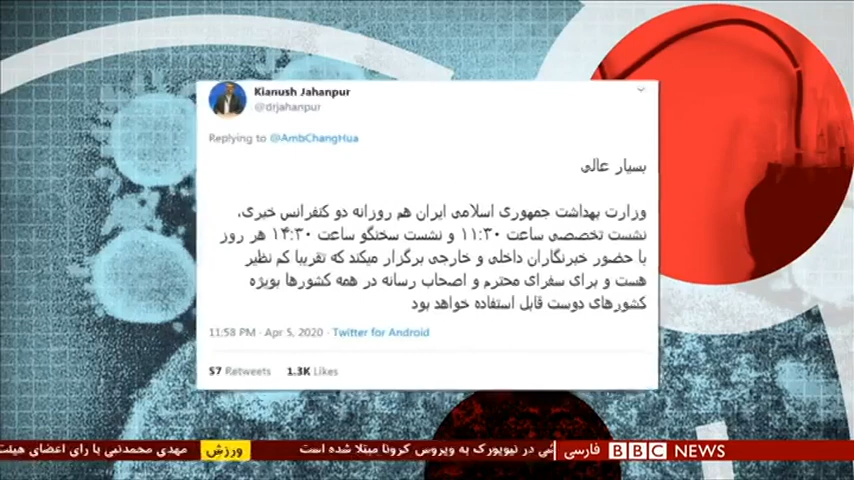 Kianush Jahanpur
@drjahanpur
Replying to @AmbChangHua
بسیار عالی
وزارت بهداشت جمهوری اسلامی ایران هم روزانه دو کنفرانس خبری،
نشست تخصصی ساعت ۱۱:۳۰ و نشست سخنگو ساعت ۱۴:۳۰ هر روز
با حضور خبرنگاران داخلی و خارجی برگزار میکند که تقریبا کم نظیر
هست و برای سفرای محترم و اصحاب رسانه در همه کشورها بویژه
کشورهای دوست قابل استفاده خواهد بود
11:58 PM · Apr 5, 2020 · Twitter for Android
57 Retweets 1.3K Likes
BBC NEWS فارسی
در نیویورک به ویروس کرونا مبتلا شده است
ورزش
مهدی محمدنبی با رای اعضای هیئت